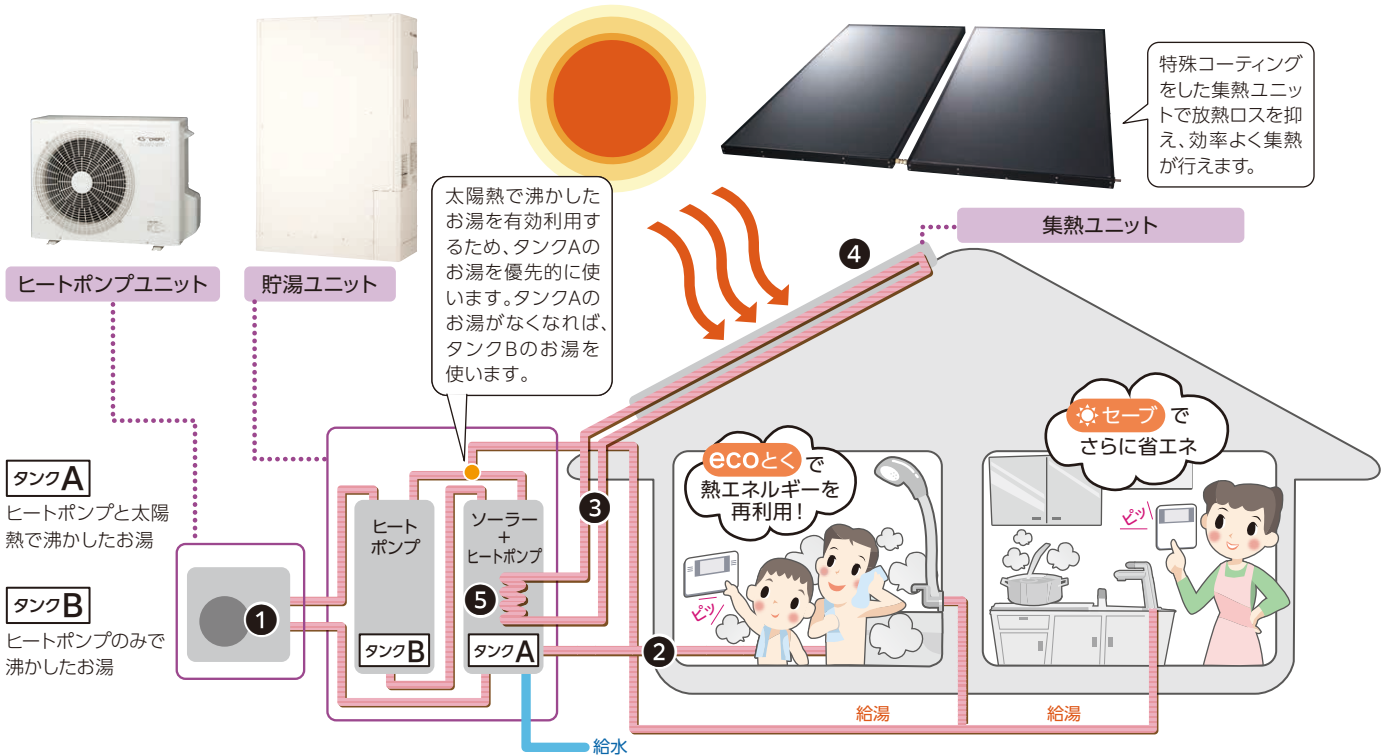 特殊コーティング
をした集熱ユニッ
トで放熱ロスを抑
え、効率よく集熱
が行えます。
太陽熱で沸かした
お湯を有効利用す
るため、タンクAの
お湯を優先的に使
います。タンクAの
お湯がなくなれば、
タンクBのお湯を
使います。
集熱ユニット
ヒートポンプユニット
貯湯ユニット
4
セーブ で
さらに省エネ
ecoとく で
熱エネルギーを
再利用!
タンクA
ヒートポンプと太陽
熱で沸かしたお湯
タンクB
ヒートポンプのみで
沸かしたお湯
ヒート
ポンプ
ソーラー
+
ヒートポンプ
3
ピッ
ピッ
5
1
タンクB
タンクA
2
給湯
給湯
給水